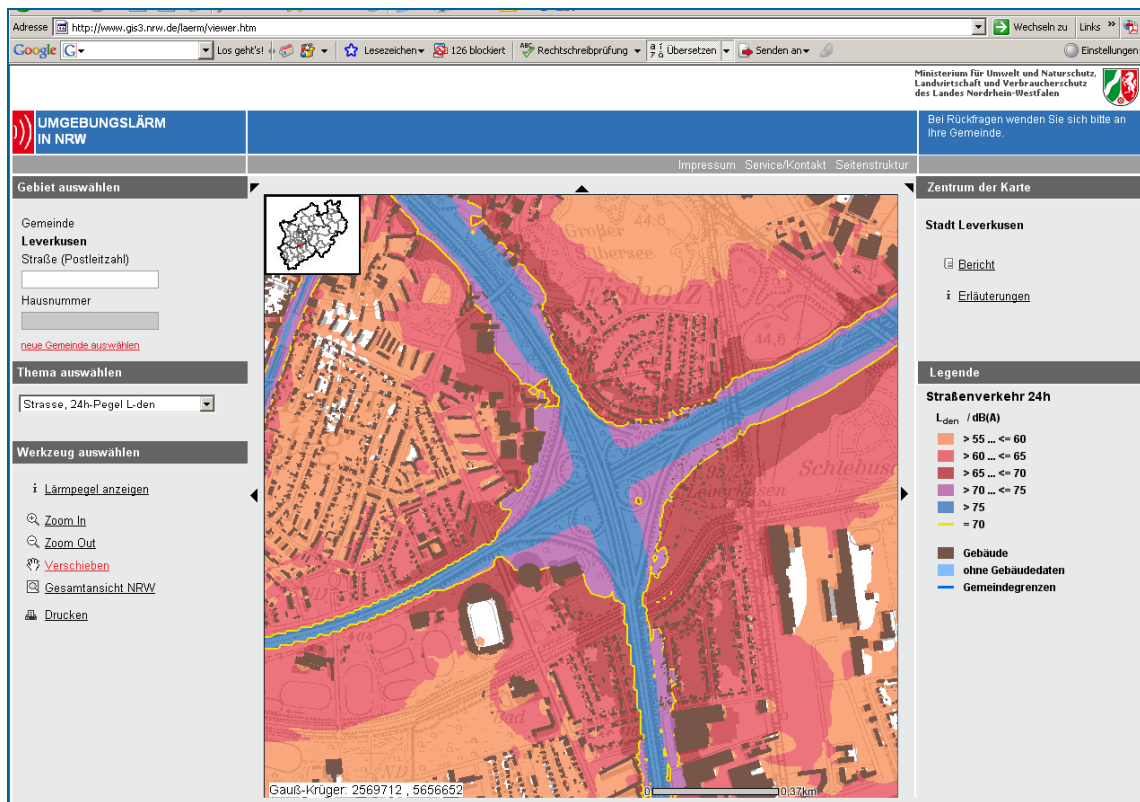 Adresse http://www.gis3.nrw.de/laerm/viewer.htm Wechseln zu Links »
Google G Los geht's! Lesezeichen 126 blockiert Rechtschreibprüfung Übersetzen Senden an Einstellungen
Ministerium für Umwelt und Naturschutz,
Landwirtschaft und Verbraucherschutz
des Landes Nordrhein-Westfalen
UMGEBUNGSLÄRM
IN NRW
Bei Rückfragen wenden Sie sich bitte an
Ihre Gemeinde.
Impressum Service/Kontakt Seitenstruktur
Gebiet auswählen
Gemeinde
Leverkusen
Straße (Postleitzahl)
Hausnummer
neue Gemeinde auswählen
Thema auswählen
Strasse, 24h-Pegel L-den
Werkzeug auswählen
i Lärmpegel anzeigen
Zoom In
Zoom Out
Verschieben
Gesamtansicht NRW
Drucken
Großer
Silbersee
44,6
44,6
Leverkusen
Bad
Gauß-Krüger: 2569712 , 5656652
0 0,37km
Zentrum der Karte
Stadt Leverkusen
Bericht
i Erläuterungen
Legende
Straßenverkehr 24h
Lden / dB(A)
> 55 ... <= 60
> 60 ... <= 65
> 65 ... <= 70
> 70 ... <= 75
> 75
= 70
Gebäude
ohne Gebäudedaten
Gemeindegrenzen